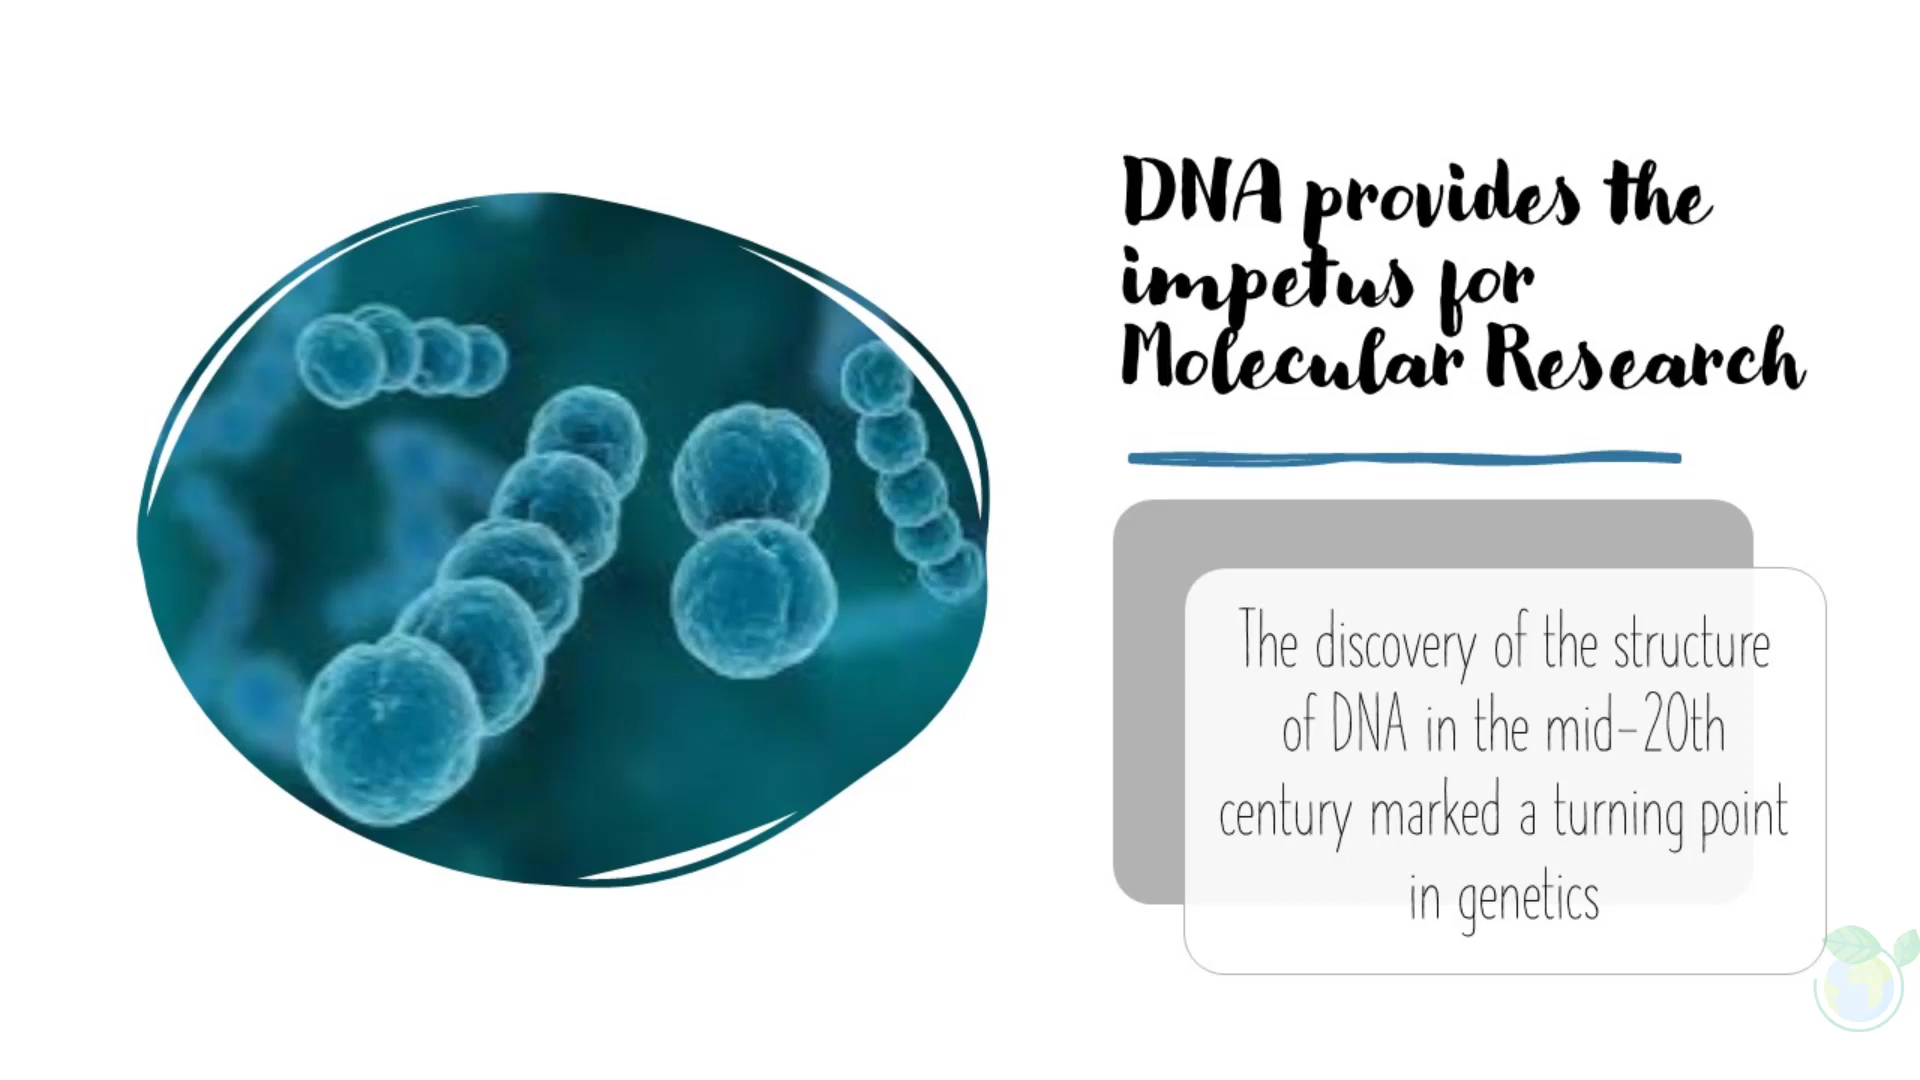 DNA provides the
impetus for
Molecular Research
The discovery of the structure
of DNA in the mid-20th
century marked a turning point
in genetics